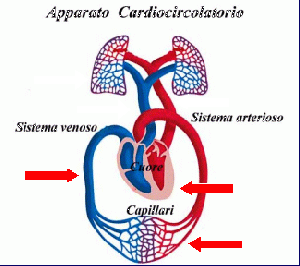 Apparato Cardiocircolatorio
Sistema arterioso
Sistema venoso
Cuore
Capillari